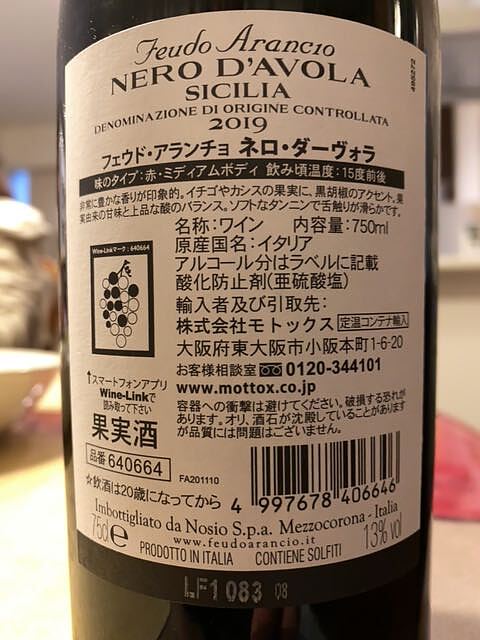 Feudo Arancio
NERO D'AVOLA
SICILIA
DENOMINAZIONE DI ORIGINE CONTROLLATA
2019
フェウド・アランチョ ネロ・ダーヴォラ
味のタイプ:赤・ミディアムボディ 飲み頃温度:15度前後
非常に豊かな香りが印象的。イチゴやカシスの果実に、黒胡椒のアクセント。果
実由来の甘味と上品な酸のバランス。ソフトなタンニンで舌触りが滑らかです。
名称:ワイン 内容量:750ml
原産国名:イタリア
アルコール分はラベルに記載
酸化防止剤(亜硫酸塩)
輸入者及び引取先:
株式会社モトックス 定温コンテナ輸入
大阪府東大阪市小阪本町1-6-20
お客様相談室 0120-344101
www.mottox.co.jp
Wine-Linkマーク:640664
↑スマートフォンアプリ
Wine-Linkで
読み取って下さい
容器への衝撃は避けてください。破損する恐れが
あります。オリ、酒石が沈殿していることがあります
が品質には問題はございません。
果実酒
品番640664
FA201110
☆飲酒は20歳になってから
4 997678 406646
Imbottigliato da Nosio S.p.a. Mezzocorona - Italia
www.feudoarancio.it
75cl e
PRODOTTO IN ITALIA CONTIENE SOLFITI
13% vol
LF1 083 08